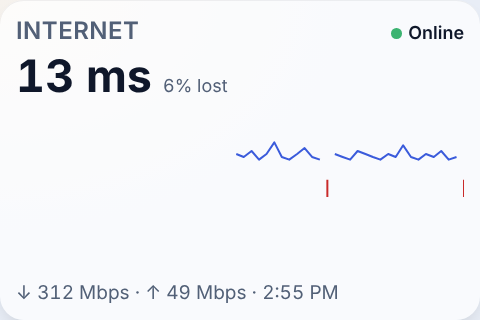 INTERNET
Online
13 ms 6% lost
↓ 312 Mbps · ↑ 49 Mbps · 2:55 PM